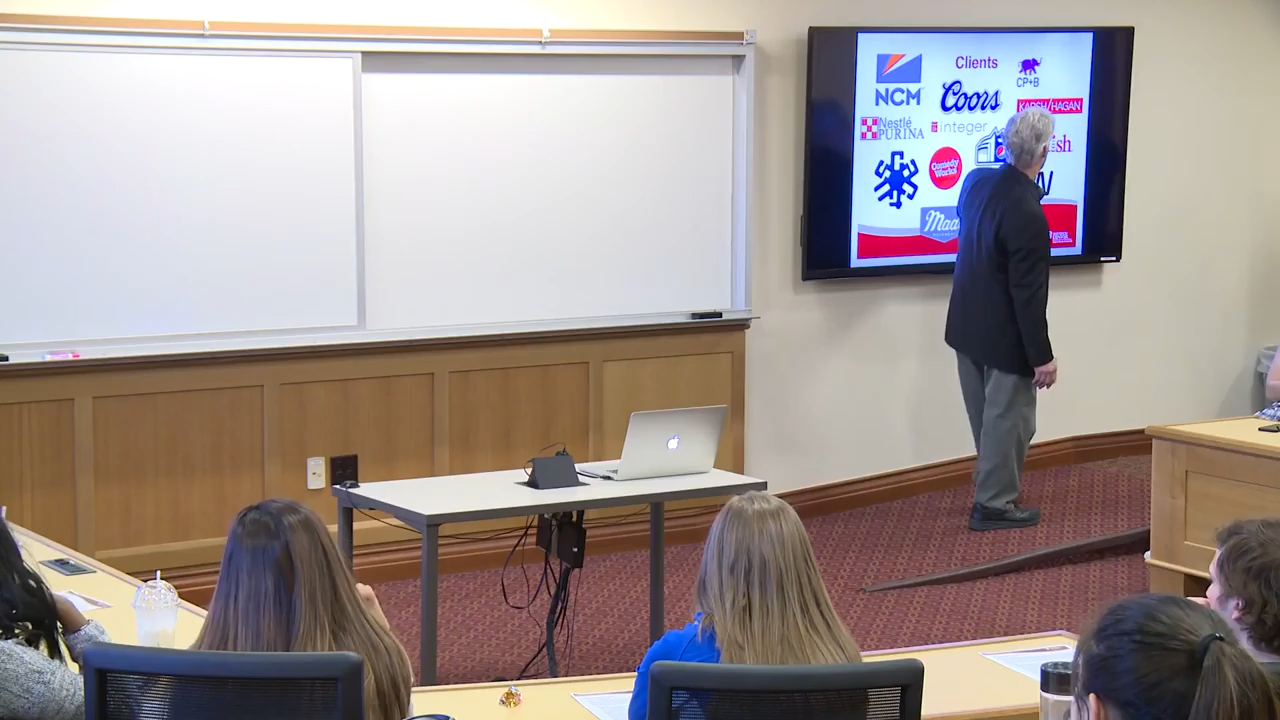 Clients
NCM
Coors
CP+B
KARSH/HAGAN
Nestlé
PURINA
integer
Comedy
Works